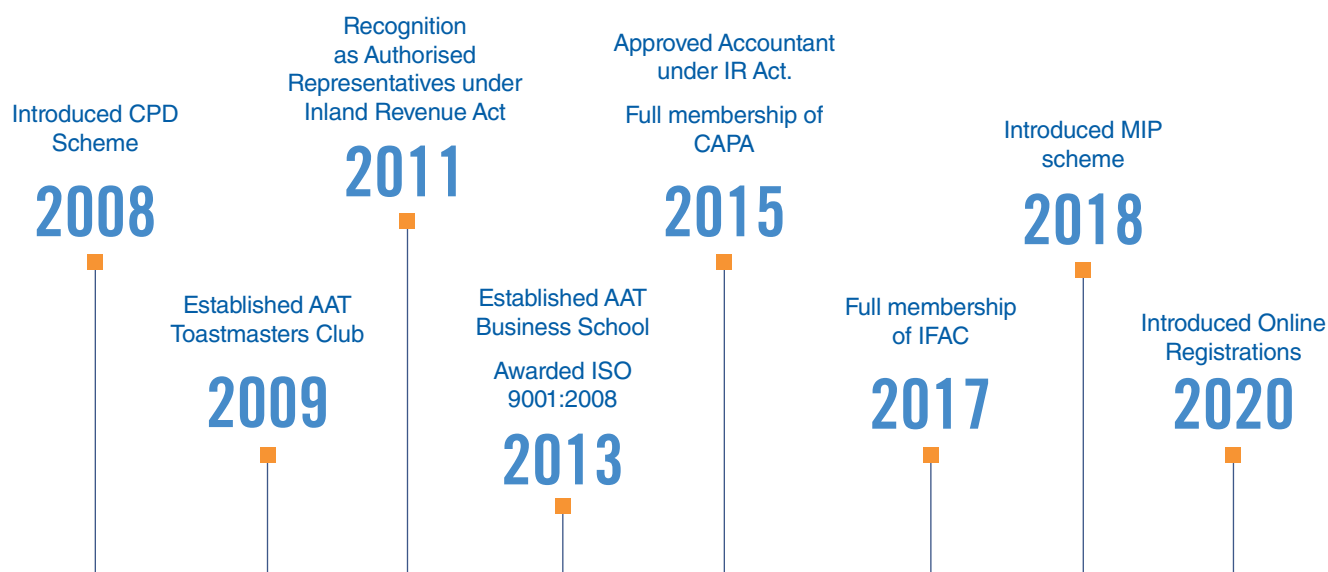 Introduced CPD
Scheme
2008
Established AAT
Toastmasters Club
2009
Recognition
as Authorised
Representatives under
Inland Revenue Act
2011
Established AAT
Business School
Awarded ISO
9001:2008
2013
Approved Accountant
under IR Act.
Full membership of
CAPA
2015
Full membership
of IFAC
2017
Introduced MIP
scheme
2018
Introduced Online
Registrations
2020